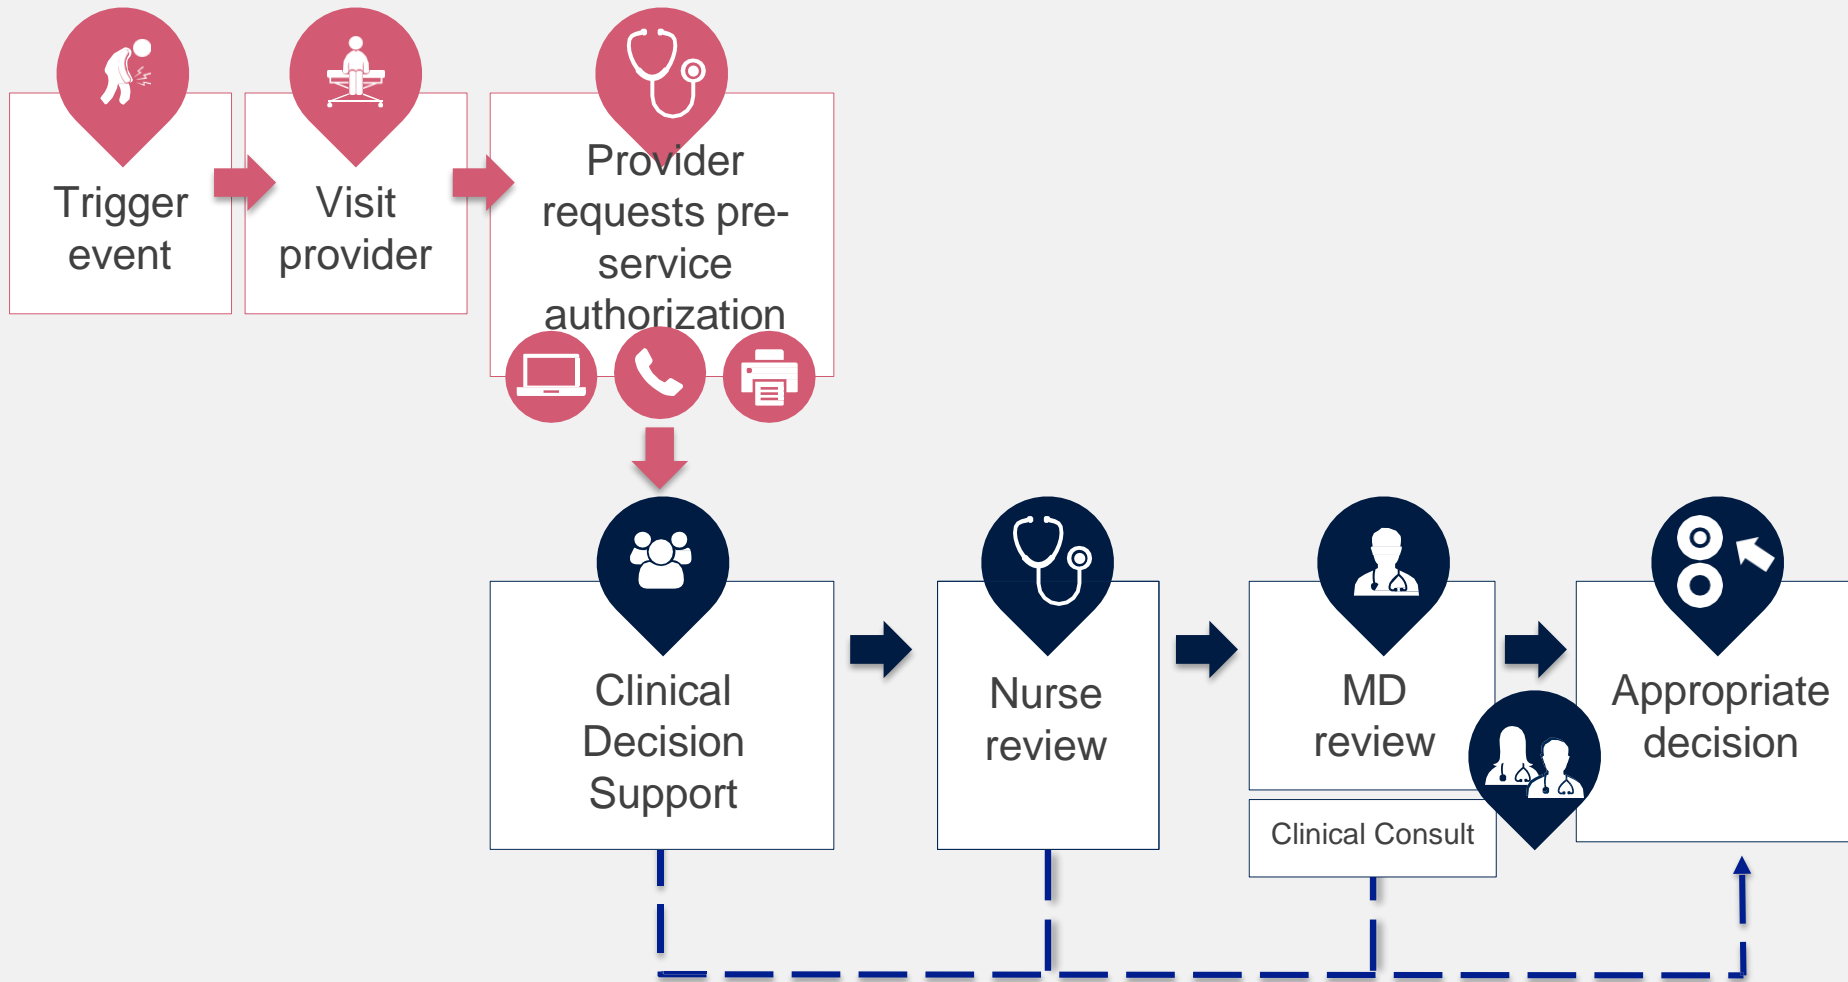 Trigger
event
Visit
provider
Provider
requests pre-
service
authorization
Clinical
Decision
Support
Nurse
review
MD
review
Clinical Consult
Appropriate
decision